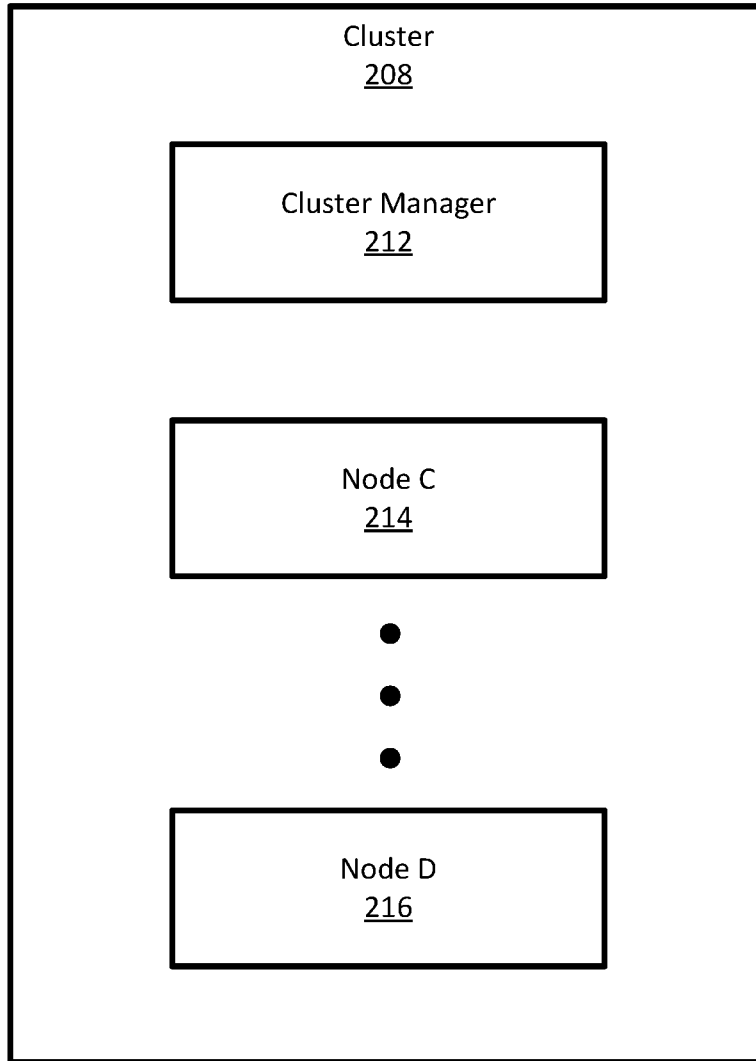 Cluster
208
Cluster Manager
212
Node C
214
Node D
216